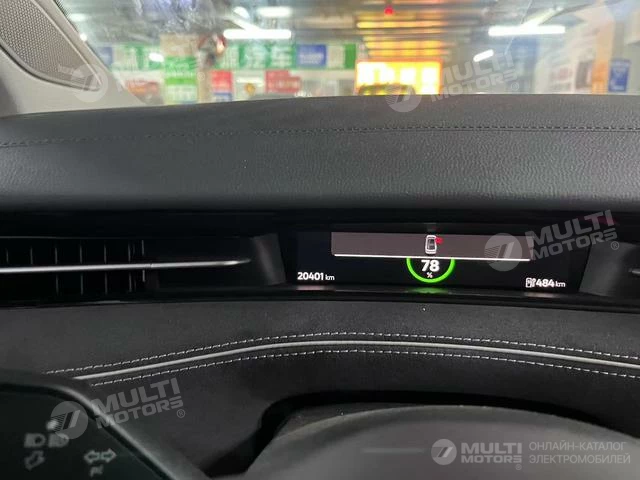 MULTI
MOTORS
MULTI
MOTORS
MULTI
MOTORS
20401 km
78
%
484 km
MULTI
MOTORS
MULTI
MOTORS
ОНЛАЙН-КАТАЛОГ
ЭЛЕКТРОМОБИЛЕЙ